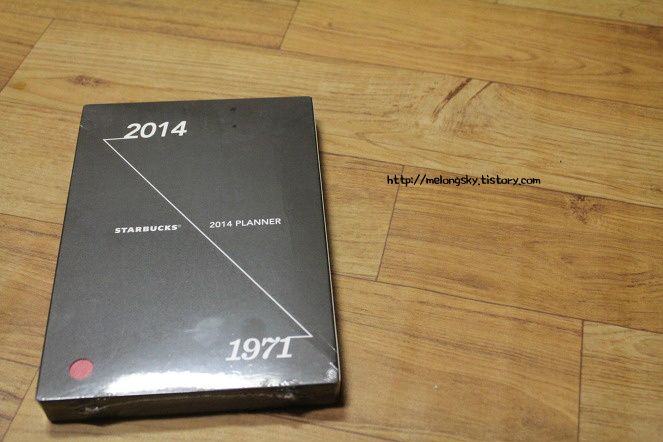 2014
STARBUCKS®
2014 PLANNER
1971
http://melongsky.tistory.com